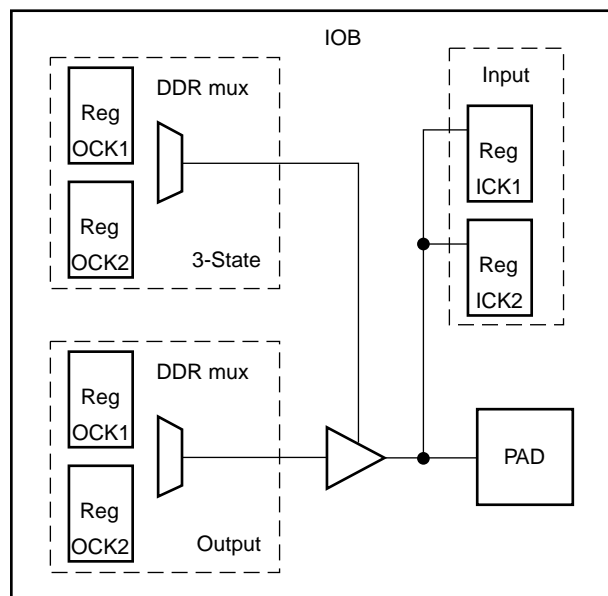 IOB
DDR mux
Reg
OCK1
Reg
OCK2
3-State
Input
Reg
ICK1
Reg
ICK2
DDR mux
Reg
OCK1
Reg
OCK2
Output
PAD